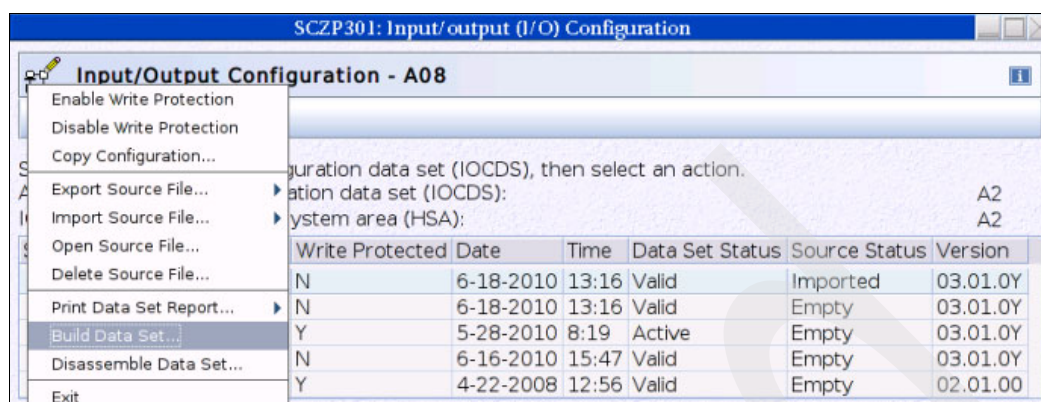 SCZP301: Input/output (I/O) Configuration
Input/Output Configuration - A08
Enable Write Protection
Disable Write Protection
Copy Configuration...
guration data set (IOCDS), then select an action.
Export Source File...
ation data set (IOCDS): A2
Import Source File...
ystem area (HSA): A2
Open Source File...
Write Protected Date Time Data Set Status Source Status Version
Delete Source File...
N 6-18-2010 13:16 Valid Imported 03.01.0Y
Print Data Set Report...
N 6-18-2010 13:16 Valid Empty 03.01.0Y
Build Data Set...
Y 5-28-2010 8:19 Active Empty 03.01.0Y
Disassemble Data Set...
N 6-16-2010 15:47 Valid Empty 03.01.0Y
Y 4-22-2008 12:56 Valid Empty 02.01.00
Exit